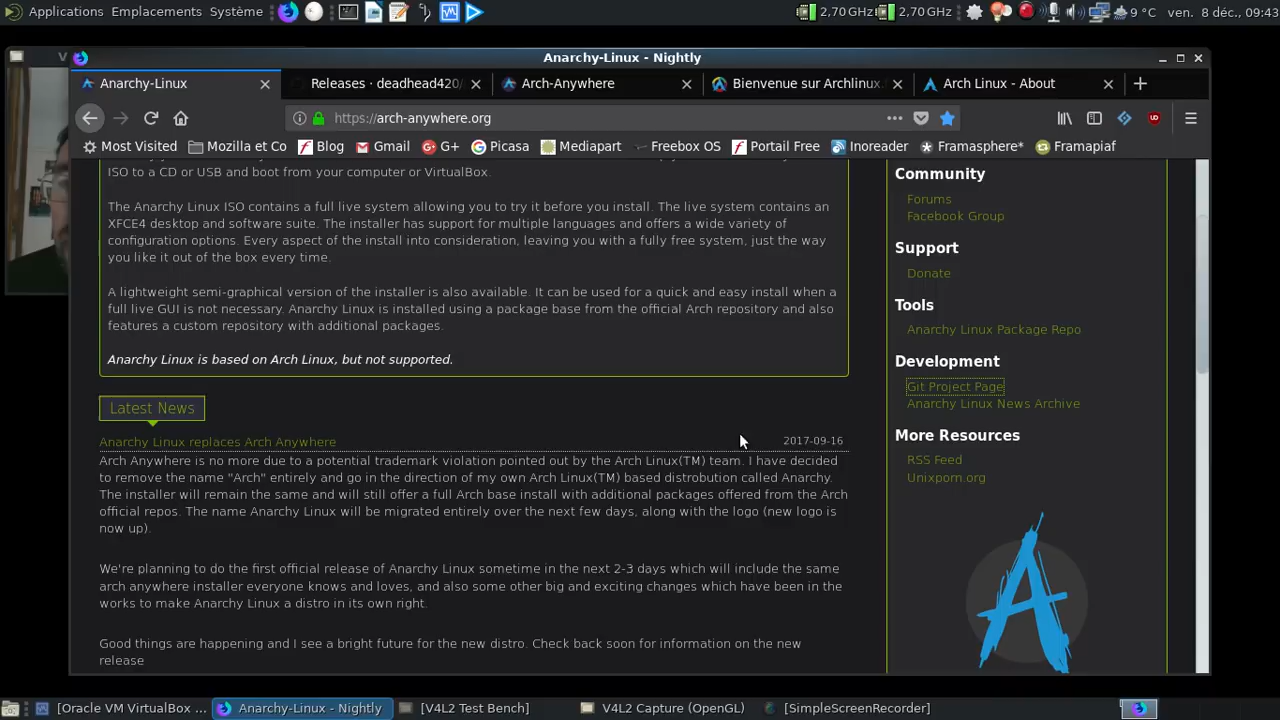 Applications Emplacements Système 2,70 GHz 2,70 GHz 9 °C ven. 8 déc., 09:43
Anarchy-Linux - Nightly
Anarchy-Linux Releases · deadhead420/ Arch-Anywhere Bienvenue sur Archlinux. Arch Linux - About
https://arch-anywhere.org
Most Visited Mozilla et Co Blog Gmail G+ Picasa Mediapart Freebox OS Portail Free Inoreader Framasphere* Framapiaf
ISO to a CD or USB and boot from your computer or VirtualBox.
The Anarchy Linux ISO contains a full live system allowing you to try it before you install. The live system contains an
XFCE4 desktop and software suite. The installer has support for multiple languages and offers a wide variety of
configuration options. Every aspect of the install into consideration, leaving you with a fully free system, just the way
you like it out of the box every time.
A lightweight semi-graphical version of the installer is also available. It can be used for a quick and easy install when a
full live GUI is not necessary. Anarchy Linux is installed using a package base from the official Arch repository and also
features a custom repository with additional packages.
Anarchy Linux is based on Arch Linux, but not supported.
Latest News
Anarchy Linux replaces Arch Anywhere 2017-09-16
Arch Anywhere is no more due to a potential trademark violation pointed out by the Arch Linux(TM) team. I have decided
to remove the name "Arch" entirely and go in the direction of my own Arch Linux(TM) based distrobution called Anarchy.
The installer will remain the same and will still offer a full Arch base install with additional packages offered from the Arch
official repos. The name Anarchy Linux will be migrated entirely over the next few days, along with the logo (new logo is
now up).
We're planning to do the first official release of Anarchy Linux sometime in the next 2-3 days which will include the same
arch anywhere installer everyone knows and loves, and also some other big and exciting changes which have been in the
works to make Anarchy Linux a distro in its own right.
Good things are happening and I see a bright future for the new distro. Check back soon for information on the new
release
Community
Forums
Facebook Group
Support
Donate
Tools
Anarchy Linux Package Repo
Development
Git Project Page
Anarchy Linux News Archive
More Resources
RSS Feed
Unixporn.org
[Oracle VM VirtualBox ... Anarchy-Linux - Nightly [V4L2 Test Bench] V4L2 Capture (OpenGL) [SimpleScreenRecorder]